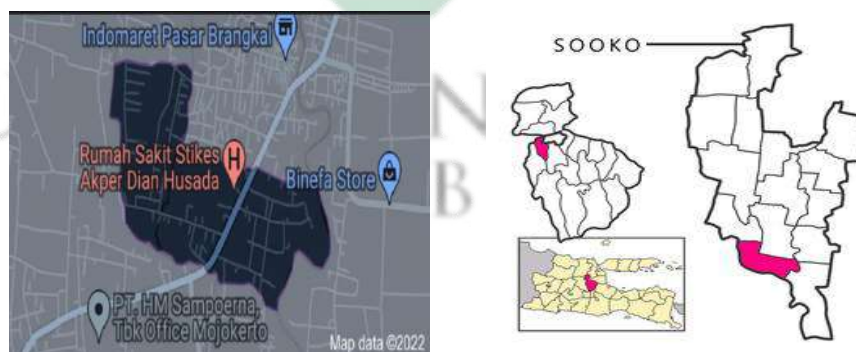 Indomaret Pasar Brangkal
Rumah Sakit Stikes
Akper Dian Husada
H
Binefa Store
PT. HM Sampoerna,
Tbk Office Mojokerto
Map data ©2022
N
B
SOOKO